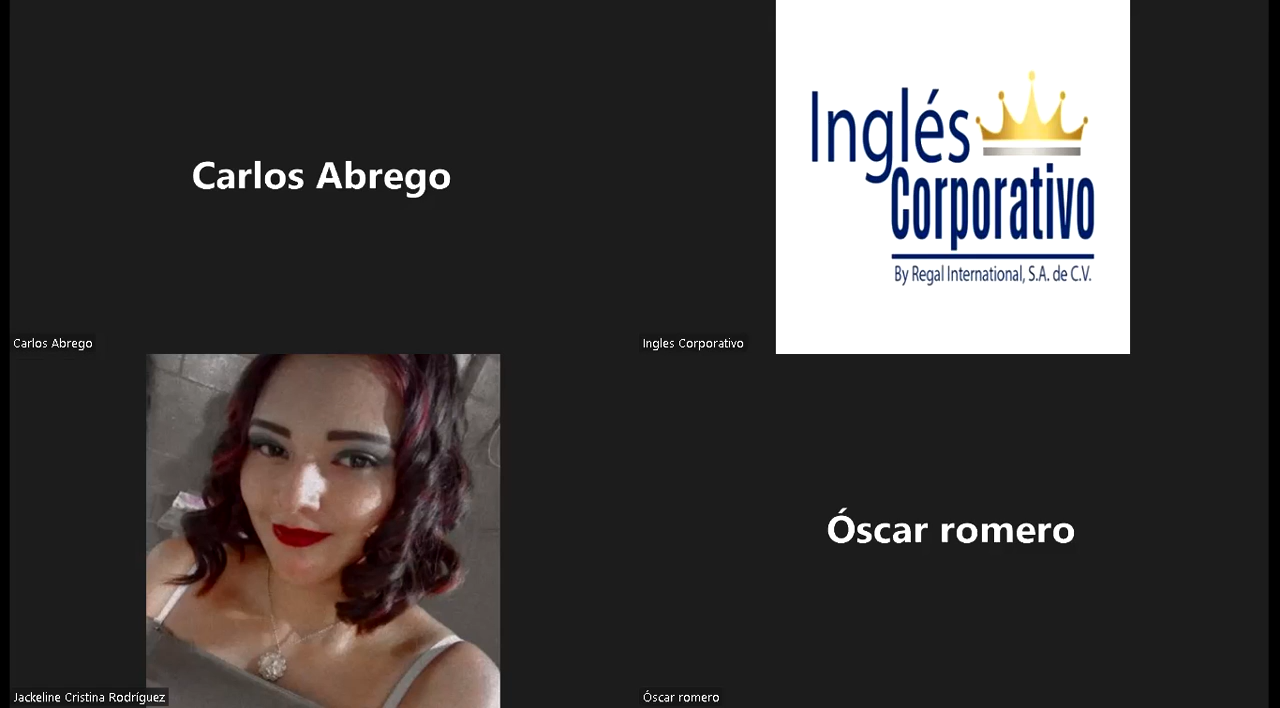 Carlos Abrego
Inglés
Corporativo
By Regal International, S.A. de C.V.
Carlos Abrego
Ingles Corporativo
Óscar romero
Jackeline Cristina Rodríguez
Óscar romero